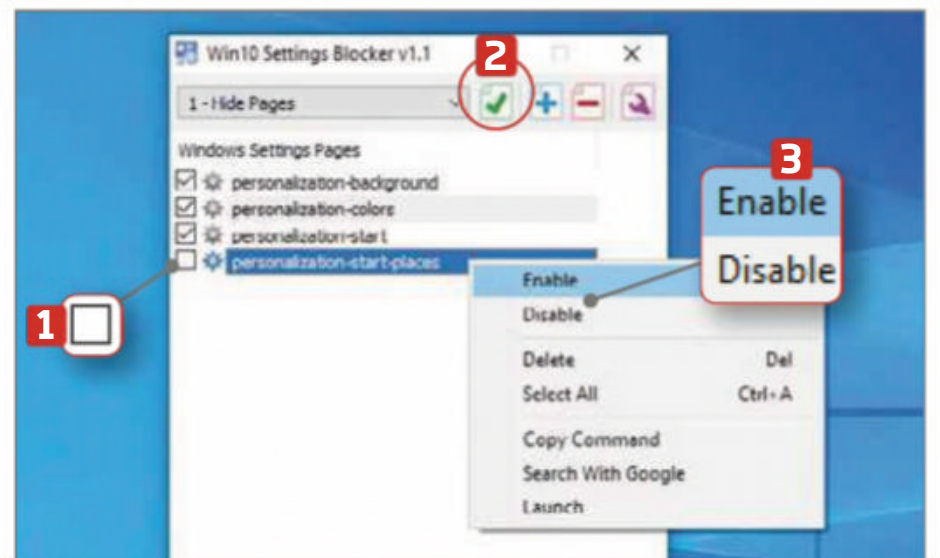 Win10 Settings Blocker v1.1
2
1 - Hide Pages
Windows Settings Pages
3
personalization-background
Enable
personalization-colors
personalization-start
Disable
personalization-start-places
Enable
1
Disable
Delete Del
Select All Ctrl+A
Copy Command
Search With Google
Launch